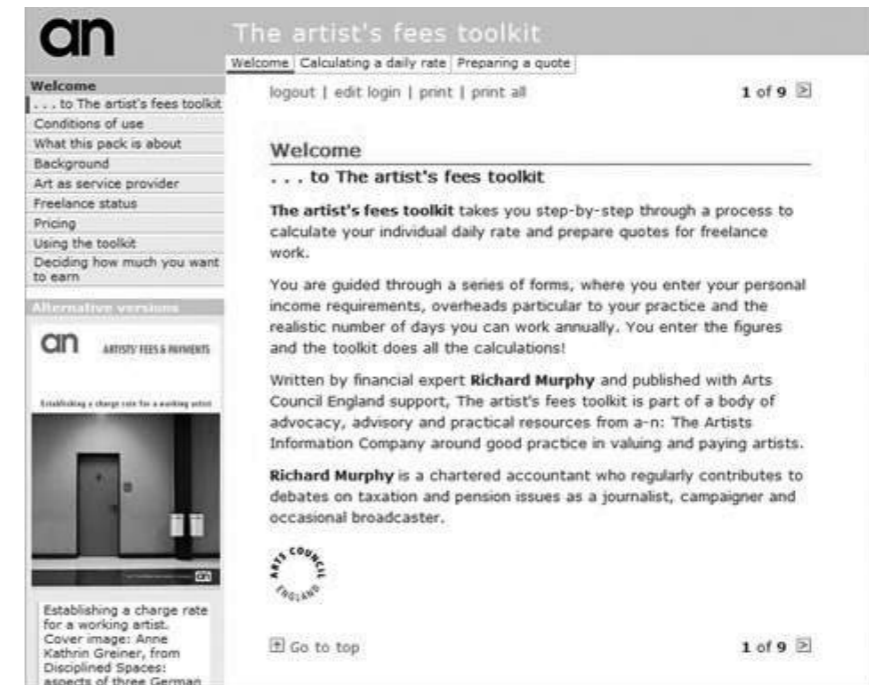 an
The artist's fees toolkit
Welcome Calculating a daily rate Preparing a quote
Welcome
. . . to The artist's fees toolkit
Conditions of use
What this pack is about
Background
Art as service provider
Freelance status
Pricing
Using the toolkit
Deciding how much you want
to earn
Alternative versions
an ARTISTS' FEES & PAYMENTS
Establishing a charge rate for a working artist
an
Establishing a charge rate
for a working artist.
Cover image: Anne
Kathrin Greiner, from
Disciplined Spaces:
aspects of three German
logout | edit login | print | print all 1 of 9
Welcome
. . . to The artist's fees toolkit
The artist's fees toolkit takes you step-by-step through a process to
calculate your individual daily rate and prepare quotes for freelance
work.
You are guided through a series of forms, where you enter your personal
income requirements, overheads particular to your practice and the
realistic number of days you can work annually. You enter the figures
and the toolkit does all the calculations!
Written by financial expert Richard Murphy and published with Arts
Council England support, The artist's fees toolkit is part of a body of
advocacy, advisory and practical resources from a-n: The Artists
Information Company around good practice in valuing and paying artists.
Richard Murphy is a chartered accountant who regularly contributes to
debates on taxation and pension issues as a journalist, campaigner and
occasional broadcaster.
ARTS COUNCIL
ENGLAND
Go to top 1 of 9